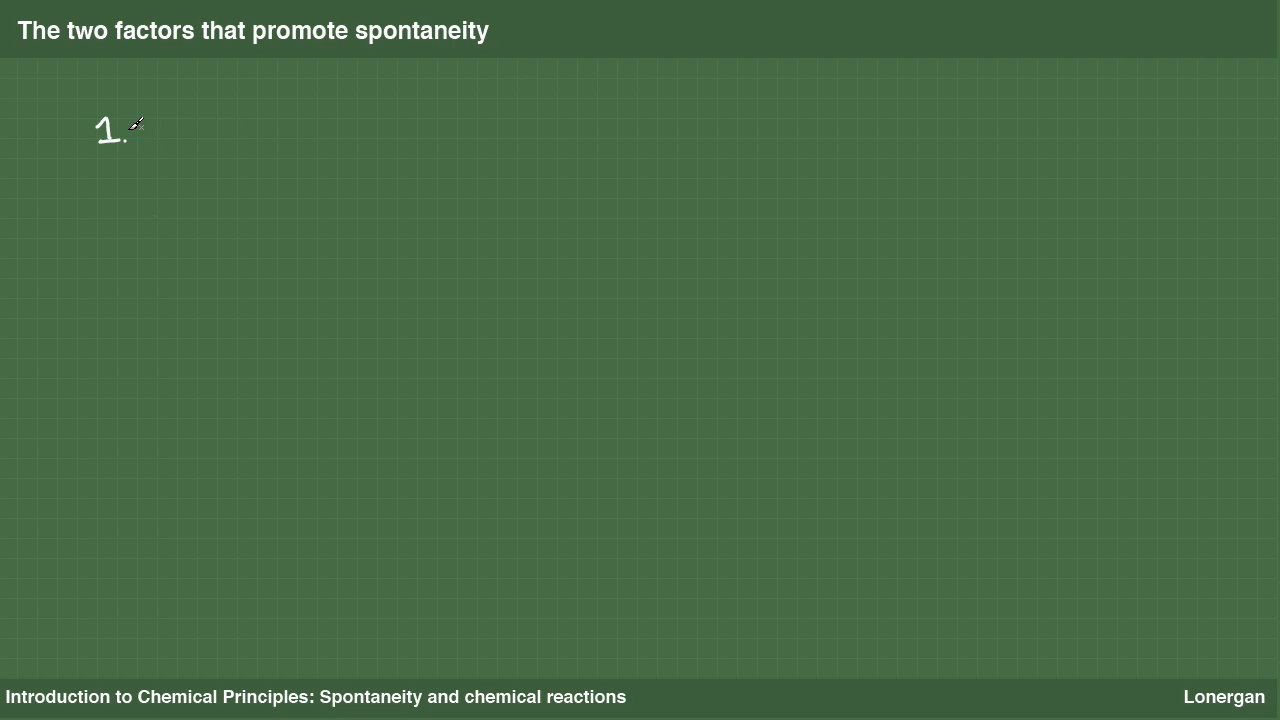 The two factors that promote spontaneity
1.
Introduction to Chemical Principles: Spontaneity and chemical reactions
Lonergan